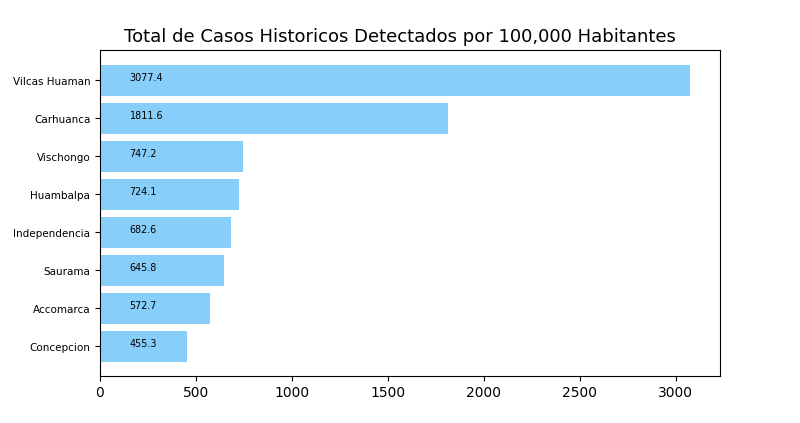 Total de Casos Historicos Detectados por 100,000 Habitantes
Vilcas Huaman 3077.4
Carhuanca 1811.6
Vischongo 747.2
Huambalpa 724.1
Independencia 682.6
Saurama 645.8
Accomarca 572.7
Concepcion 455.3
0 500 1000 1500 2000 2500 3000